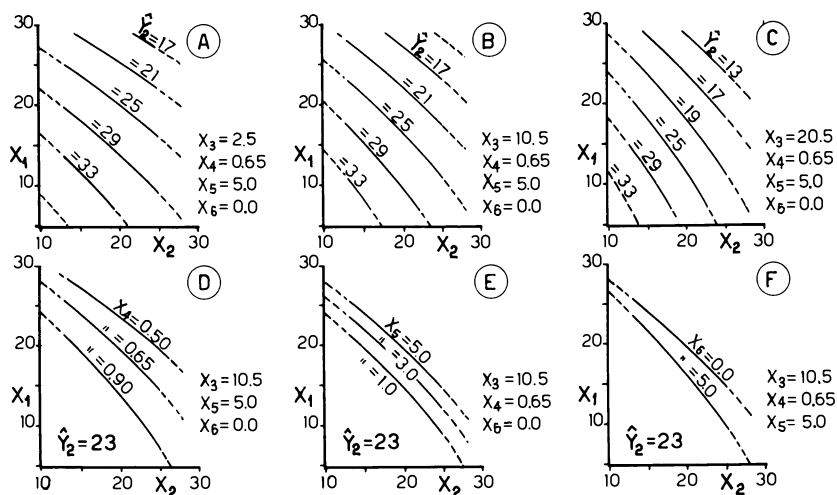 30
20
X₁
10
10
20
X₂
30
A
Ŷ₂=17
=21
=25
=29
=33
X₃=2.5
X₄=0.65
X₅=5.0
X₆=0.0
30
20
X₁
10
10
20
X₂
30
B
Ŷ₂=17
=21
=25
=29
=33
X₃=10.5
X₄=0.65
X₅=5.0
X₆=0.0
30
20
X₁
10
10
20
X₂
30
C
Ŷ₂=13
=17
=19
=25
=29
=33
X₃=20.5
X₄=0.65
X₅=5.0
X₆=0.0
30
20
X₁
10
10
20
X₂
30
D
X₄=0.50
"=0.65
"=0.90
Ŷ₂=23
X₃=10.5
X₅=5.0
X₆=0.0
30
20
X₁
10
10
20
X₂
30
E
X₅=5.0
"=3.0
"=1.0
Ŷ₂=23
X₃=10.5
X₄=0.65
X₆=0.0
30
20
X₁
10
10
20
X₂
30
F
X₆=0.0
"=5.0
Ŷ₂=23
X₃=10.5
X₄=0.65
X₅=5.0